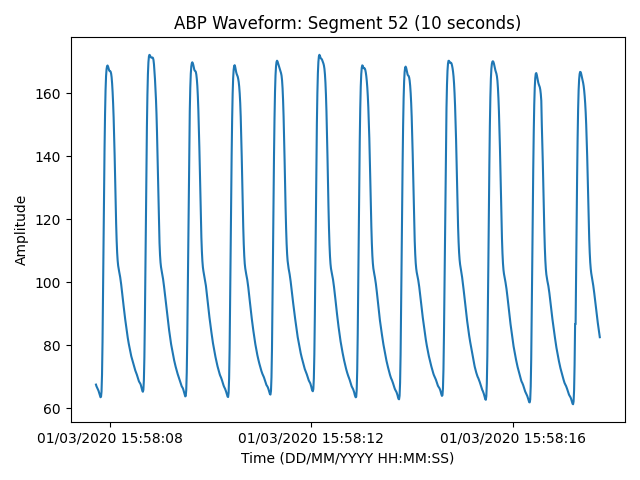 ABP Waveform: Segment 52 (10 seconds)
Amplitude
160
140
120
100
80
60
01/03/2020 15:58:08 01/03/2020 15:58:12 01/03/2020 15:58:16
Time (DD/MM/YYYY HH:MM:SS)